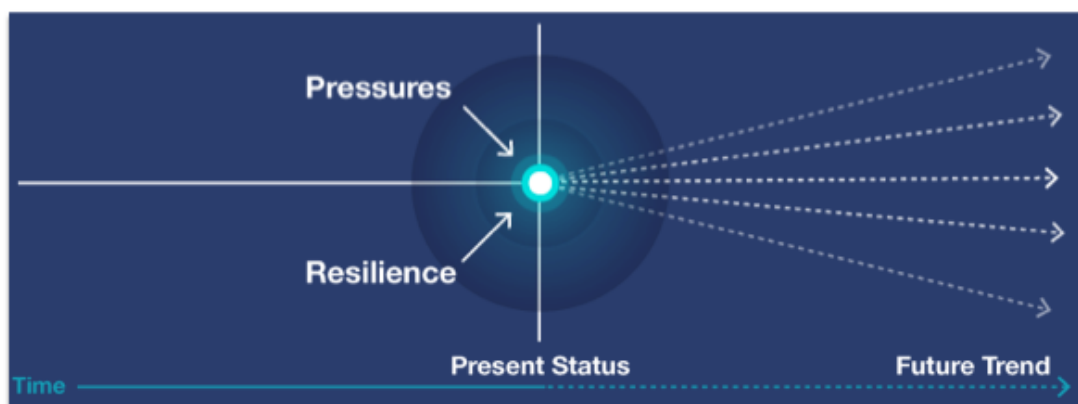 Pressures
Resilience
Present Status
Future Trend
Time